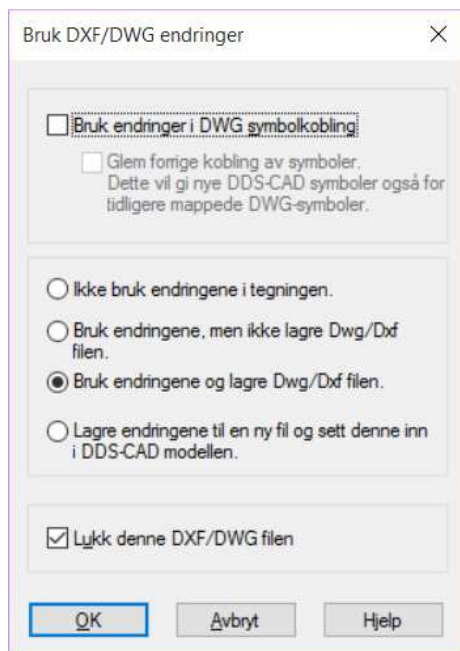 Bruk DXF/DWG endringer
Bruk endringer i DWG symbolkobling
Glem forrige kobling av symboler.
Dette vil gi nye DDS-CAD symboler også for
tidligere mappede DWG-symboler.
Ikke bruk endringene i tegningen.
Bruk endringene, men ikke lagre Dwg/Dxf
filen.
Bruk endringene og lagre Dwg/Dxf filen.
Lagre endringene til en ny fil og sett denne inn
i DDS-CAD modellen.
Lukk denne DXF/DWG filen
OK
Avbryt
Hjelp